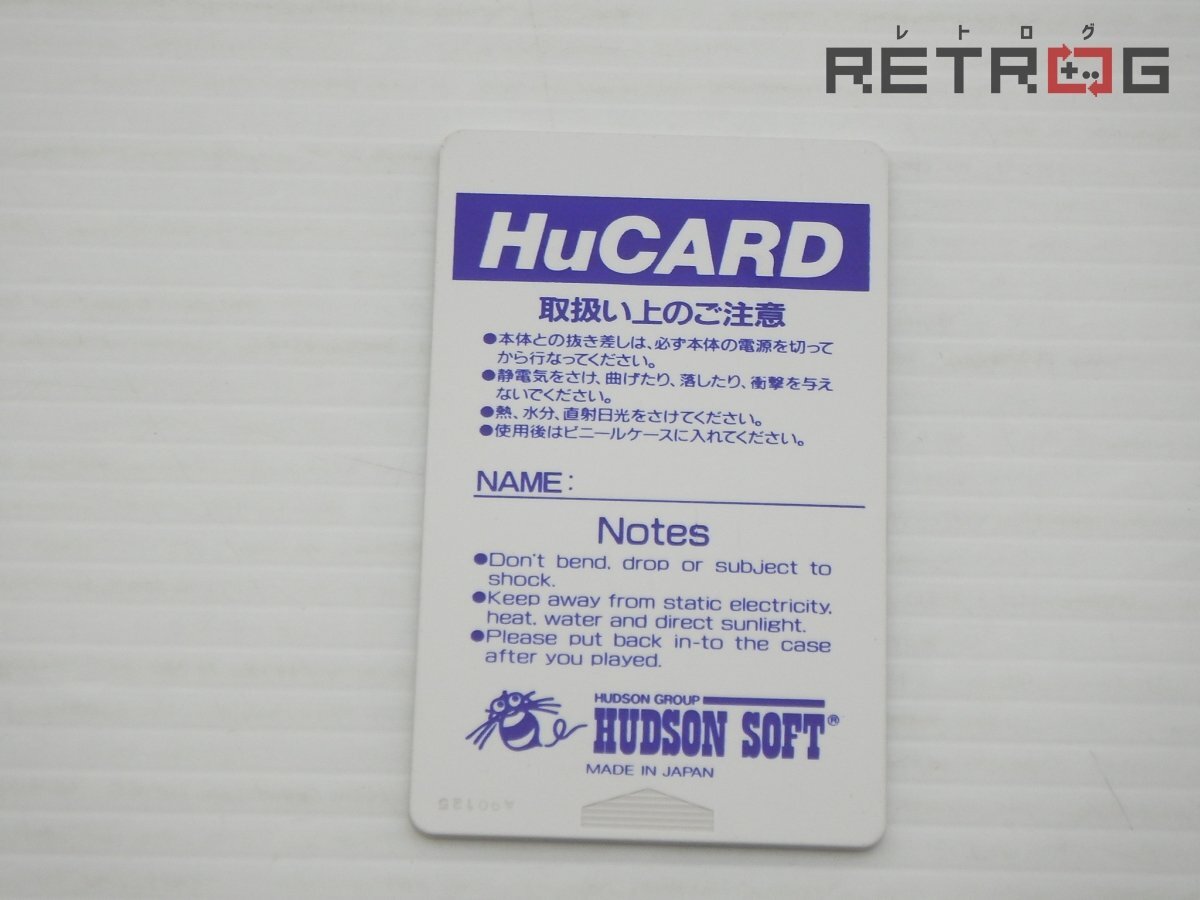 レトログ
RETROG
HuCARD
取扱い上のご注意
●本体との抜き差しは、必ず本体の電源を切って
から行なってください。
●静電気をさけ、曲げたり、落したり、衝撃を与え
ないでください。
●熱、水分、直射日光をさけてください。
●使用後はビニールケースに入れてください。
NAME:
Notes
●Don't bend, drop or subject to
shock.
●Keep away from static electricity,
heat, water and direct sunlight.
●Please put back in-to the case
after you played.
HUDSON GROUP
HUDSON SOFT®
MADE IN JAPAN
A90125